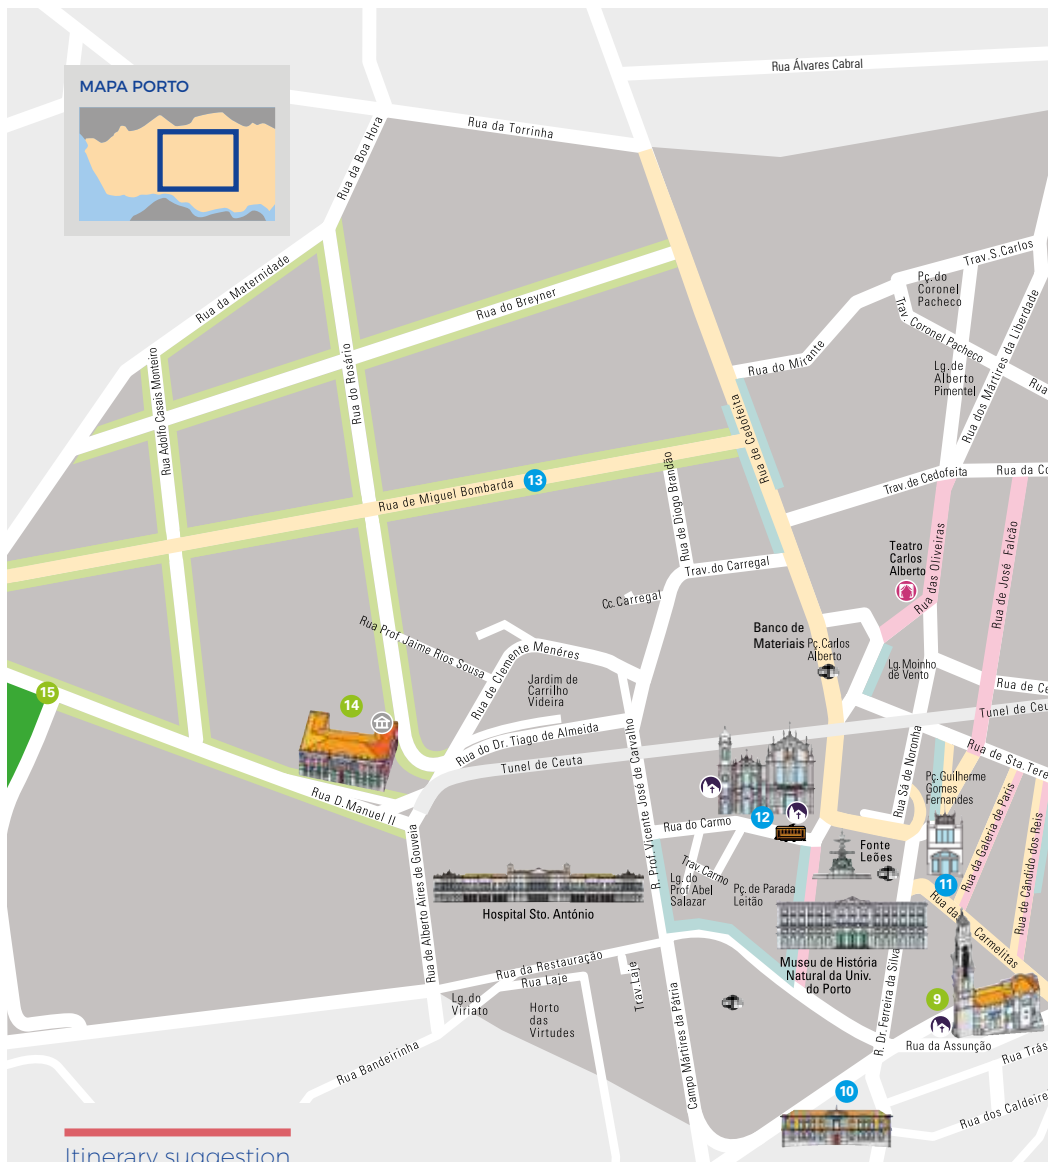 MAPA PORTO
Rua Álvares Cabral
Rua da Torrinha
Rua da Boa Hora
Rua da Maternidade
Rua do Breyner
Trav. S. Carlos
Pç. do
Coronel
Pacheco
Trav. Coronel Pacheco
Rua dos Mártires da Liberdade
Rua do Mirante
Lg. de
Alberto
Pimentel
Rua
Rua Adolfo Casais Monteiro
Rua do Rosário
Rua de Cedofeita
Rua de Miguel Bombarda
13
Rua de Diogo Brandão
Trav. de Cedofeita
Rua da Co
Teatro
Carlos
Alberto
Rua das Oliveiras
Rua de José Falcão
Trav. do Carregal
Cc. Carregal
Banco de
Materiais
Pç. Carlos
Alberto
Rua Prof. Jaime Rios Sousa
Rua de Clemente Menéres
Lg. Moinho
de Vento
Rua de Ce
Jardim de
Carrilho
Videira
15
14
Rua do Dr. Tiago de Almeida
Tunel de Ceuta
Tunel de Ceu
R. Prof. Vicente José de Carvalho
Rua Sá de Noronha
Rua de Sta. Tere
Pç. Guilherme
Gomes
Fernandes
Rua D. Manuel II
Rua do Carmo
12
Rua da Galeria de Paris
Rua de Cândido dos Reis
Fonte
Leões
11
Trav. Carmo
Lg. do
Prof Abel
Salazar
Pç. de Parada
Leitão
Rua da Carmelitas
Hospital Sto. António
Rua de Alberto Aires de Gouveia
Museu de História
Natural da Univ.
do Porto
Rua da Restauração
Rua Laje
Trav. Laje
Lg. do
Viriato
Horto
das
Virtudes
Campo Mártires da Pátria
R. Dr. Ferreira da Silva
9
Rua da Assunção
Rua Trás
Rua Bandeirinha
10
Rua dos Caldeirei
Itinerary suggestion